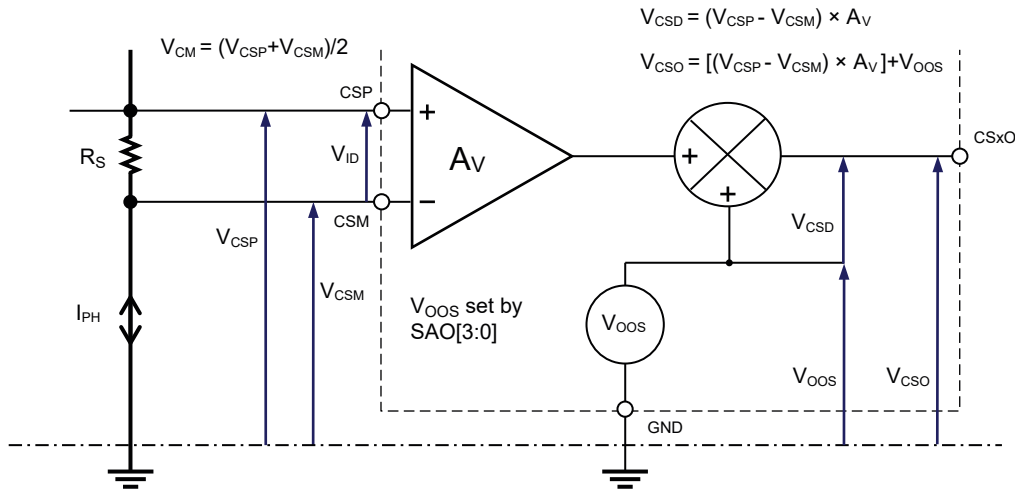 V_CSD = (V_CSP - V_CSM) × A_V
V_CM = (V_CSP+V_CSM)/2
V_CSO = [(V_CSP - V_CSM) × A_V]+V_OOS
CSP
CSxO
+
+
R_S
V_ID
A_V
−
+
CSM
V_CSP
V_CSD
V_CSM
I_PH
V_OOS set by
SAO[3:0]
V_OOS
V_OOS
V_CSO
GND